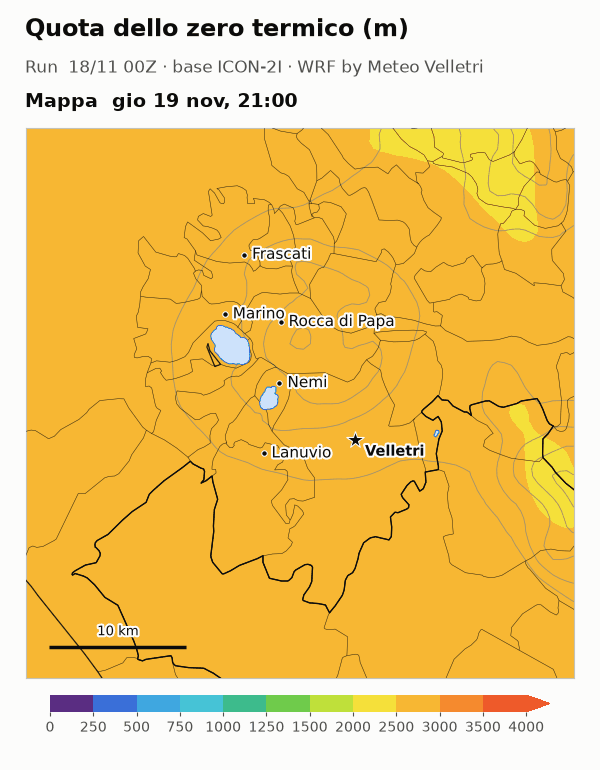 Quota dello zero termico (m)
Run  18/11 00Z · base ICON-2I · WRF by Meteo Velletri
Mappa  gio 19 nov, 21:00
Frascati
Marino
Rocca di Papa
Nemi
Velletri
Lanuvio
10 km
0 250 500 750 1000 1250 1500 2000 2500 3000 3500 4000